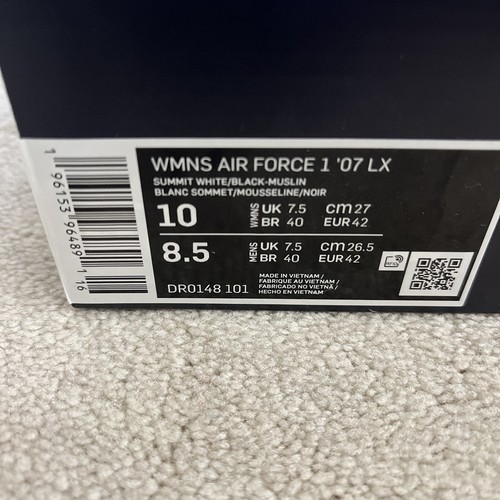 WMNS AIR FORCE 1 '07 LX
SUMMIT WHITE/BLACK-MUSLIN
BLANC SOMMET/MOUSSELINE/NOIR
10 WMNS UK 7.5 CM 27
BR 40 EUR 42
8.5 MENS UK 7.5 CM 26.5
BR 40 EUR 42
DR0148 101
MADE IN VIETNAM /
FABRIQUE AU VIETNAM /
FABRICADO NO VIETNÃ /
HECHO EN VIETNAM
1 96153 96489 1 16